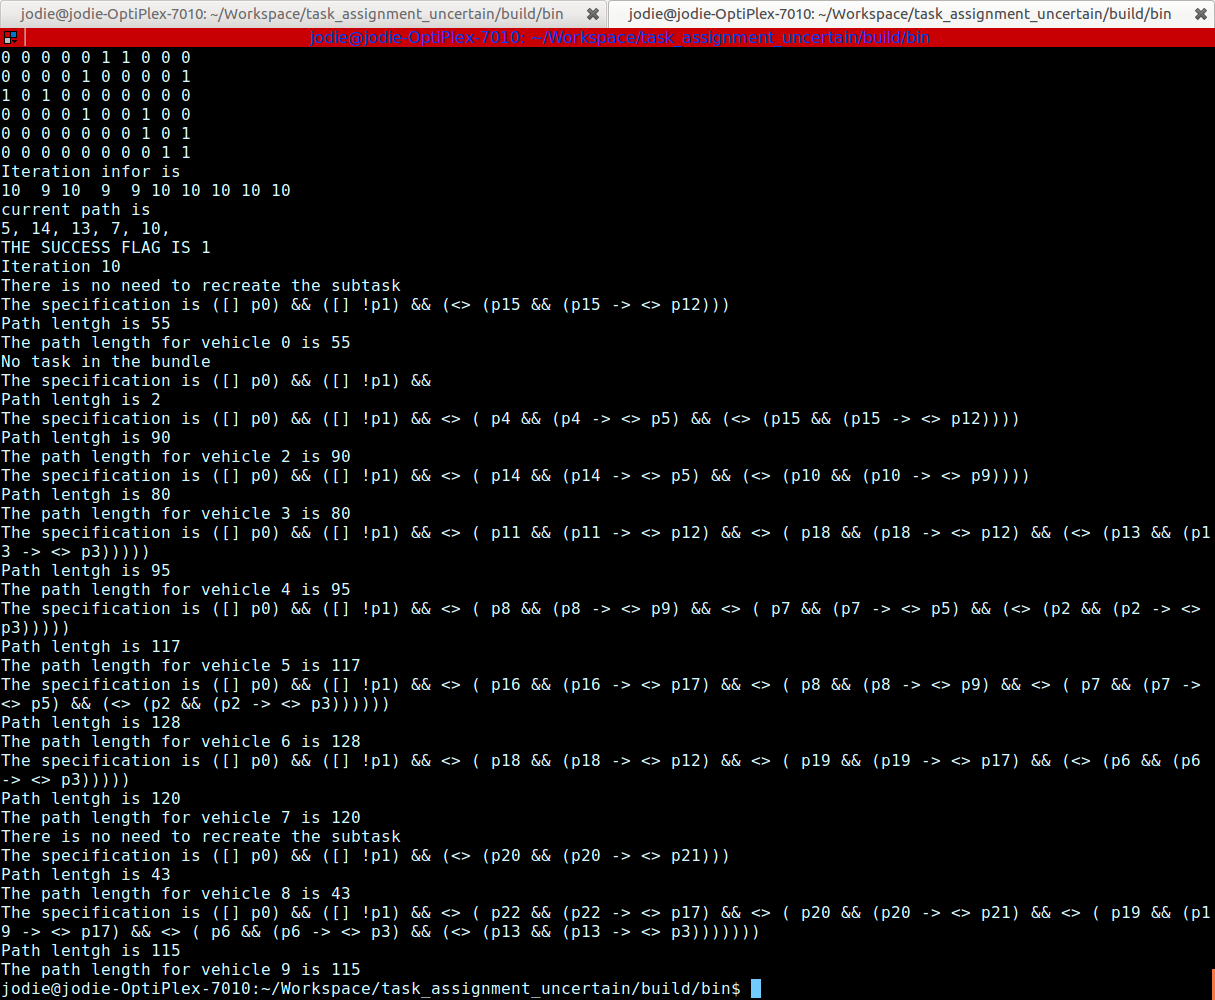 jodie@jodie-OptiPlex-7010: ~/Workspace/task_assignment_uncertain/build/bin
jodie@jodie-OptiPlex-7010: ~/Workspace/task_assignment_uncertain/build/bin
jodie@jodie-OptiPlex-7010: ~/Workspace/task_assignment_uncertain/build/bin
0 0 0 0 0 1 1 0 0 0
0 0 0 0 1 0 0 0 0 1
1 0 1 0 0 0 0 0 0 0
0 0 0 0 1 0 0 1 0 0
0 0 0 0 0 0 0 1 0 1
0 0 0 0 0 0 0 0 1 1
Iteration infor is
10  9 10  9  9 10 10 10 10 10
current path is
5, 14, 13, 7, 10,
THE SUCCESS FLAG IS 1
Iteration 10
There is no need to recreate the subtask
The specification is ([] p0) && ([] !p1) && (<> (p15 && (p15 -> <> p12)))
Path lentgh is 55
The path length for vehicle 0 is 55
No task in the bundle
The specification is ([] p0) && ([] !p1) &&
Path lentgh is 2
The specification is ([] p0) && ([] !p1) && <> ( p4 && (p4 -> <> p5) && (<> (p15 && (p15 -> <> p12))))
Path lentgh is 90
The path length for vehicle 2 is 90
The specification is ([] p0) && ([] !p1) && <> ( p14 && (p14 -> <> p5) && (<> (p10 && (p10 -> <> p9))))
Path lentgh is 80
The path length for vehicle 3 is 80
The specification is ([] p0) && ([] !p1) && <> ( p11 && (p11 -> <> p12) && <> ( p18 && (p18 -> <> p12) && (<> (p13 && (p1
3 -> <> p3)))))
Path lentgh is 95
The path length for vehicle 4 is 95
The specification is ([] p0) && ([] !p1) && <> ( p8 && (p8 -> <> p9) && <> ( p7 && (p7 -> <> p5) && (<> (p2 && (p2 -> <>
p3)))))
Path lentgh is 117
The path length for vehicle 5 is 117
The specification is ([] p0) && ([] !p1) && <> ( p16 && (p16 -> <> p17) && <> ( p8 && (p8 -> <> p9) && <> ( p7 && (p7 ->
<> p5) && (<> (p2 && (p2 -> <> p3))))))
Path lentgh is 128
The path length for vehicle 6 is 128
The specification is ([] p0) && ([] !p1) && <> ( p18 && (p18 -> <> p12) && <> ( p19 && (p19 -> <> p17) && (<> (p6 && (p6
-> <> p3)))))
Path lentgh is 120
The path length for vehicle 7 is 120
There is no need to recreate the subtask
The specification is ([] p0) && ([] !p1) && (<> (p20 && (p20 -> <> p21)))
Path lentgh is 43
The path length for vehicle 8 is 43
The specification is ([] p0) && ([] !p1) && <> ( p22 && (p22 -> <> p17) && <> ( p20 && (p20 -> <> p21) && <> ( p19 && (p1
9 -> <> p17) && <> ( p6 && (p6 -> <> p3) && (<> (p13 && (p13 -> <> p3)))))))
Path lentgh is 115
The path length for vehicle 9 is 115
jodie@jodie-OptiPlex-7010:~/Workspace/task_assignment_uncertain/build/bin$